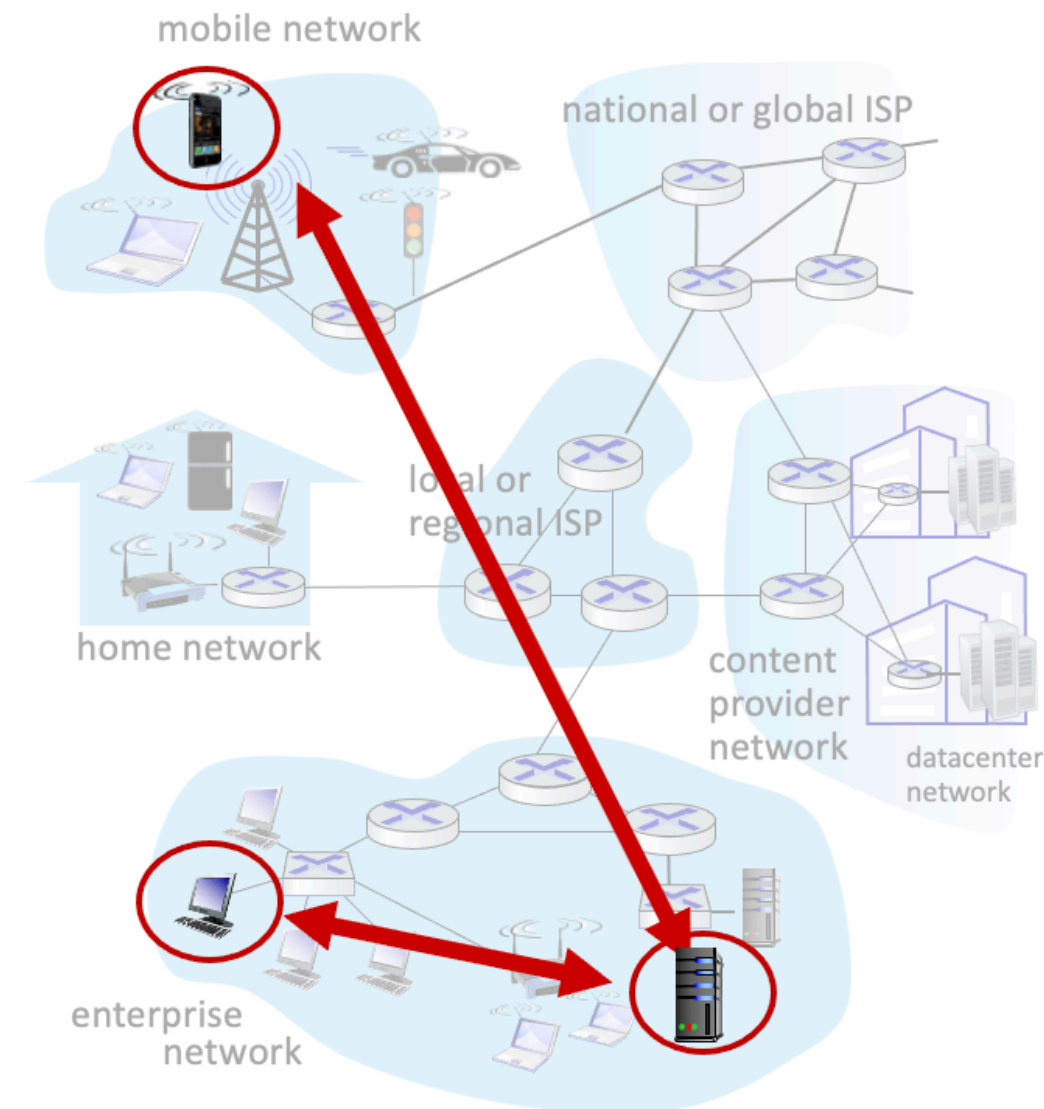 mobile network
national or global ISP
local or
regional ISP
home network
content
provider
network
datacenter
network
enterprise
network